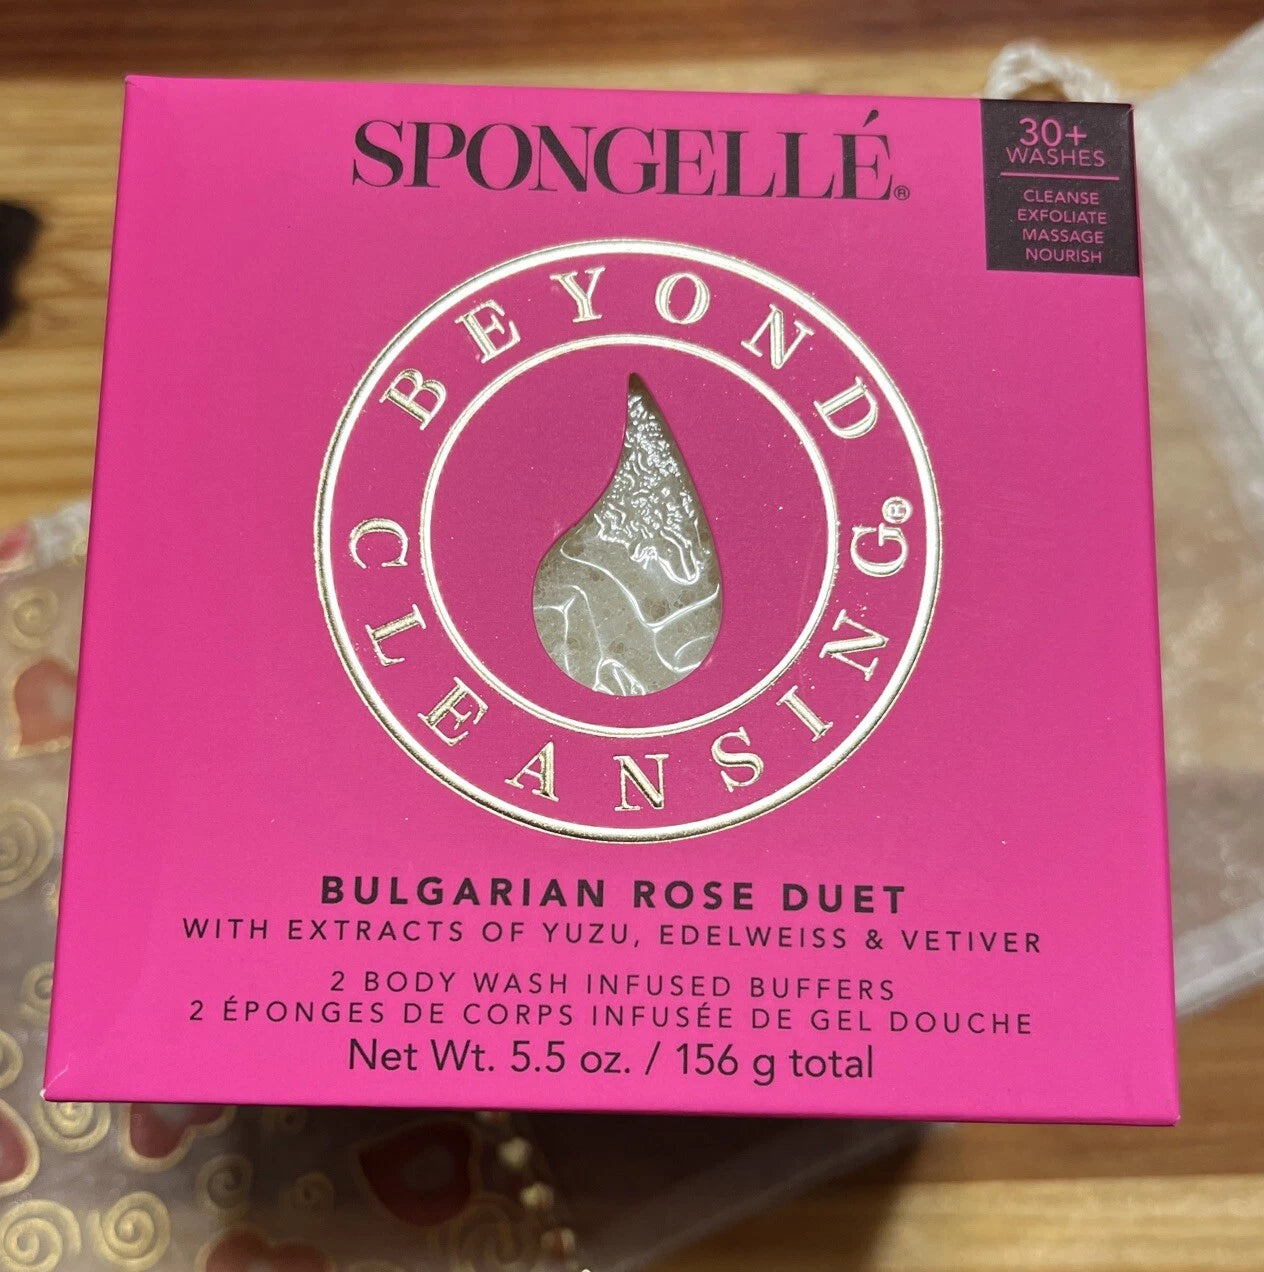 SPONGELLÉ®
30+
WASHES
CLEANSE
EXFOLIATE
MASSAGE
NOURISH
BEYOND
CLEANSING®
BULGARIAN ROSE DUET
WITH EXTRACTS OF YUZU, EDELWEISS & VETIVER
2 BODY WASH INFUSED BUFFERS
2 ÉPONGES DE CORPS INFUSÉE DE GEL DOUCHE
Net Wt. 5.5 oz. / 156 g total